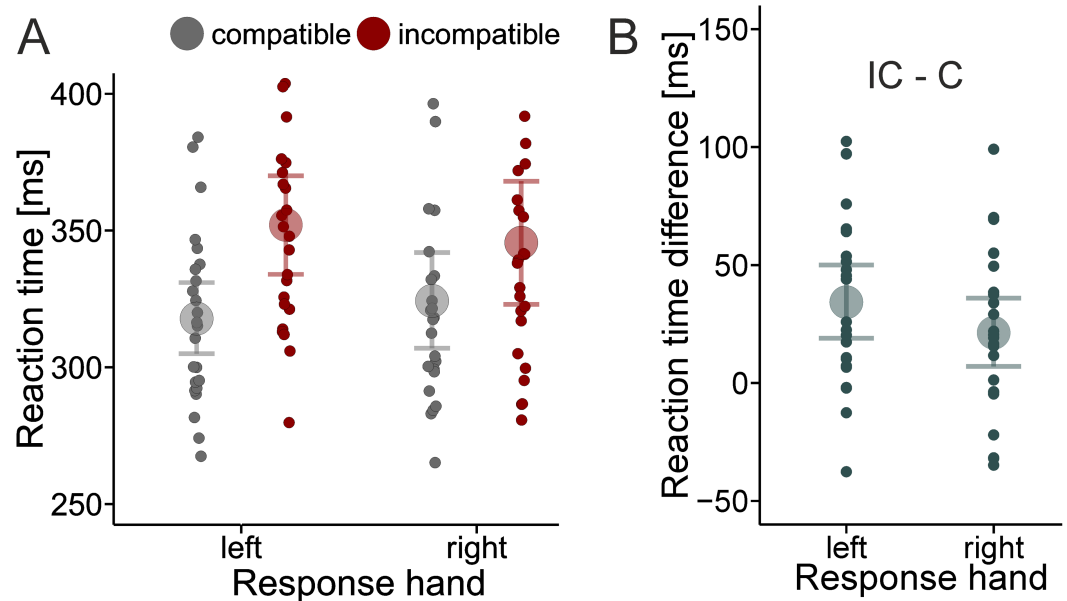 A
compatible
incompatible
Reaction time [ms]
400
350
300
250
left
right
Response hand
B
IC - C
Reaction time difference [ms]
150
100
50
0
−50
left
right
Response hand